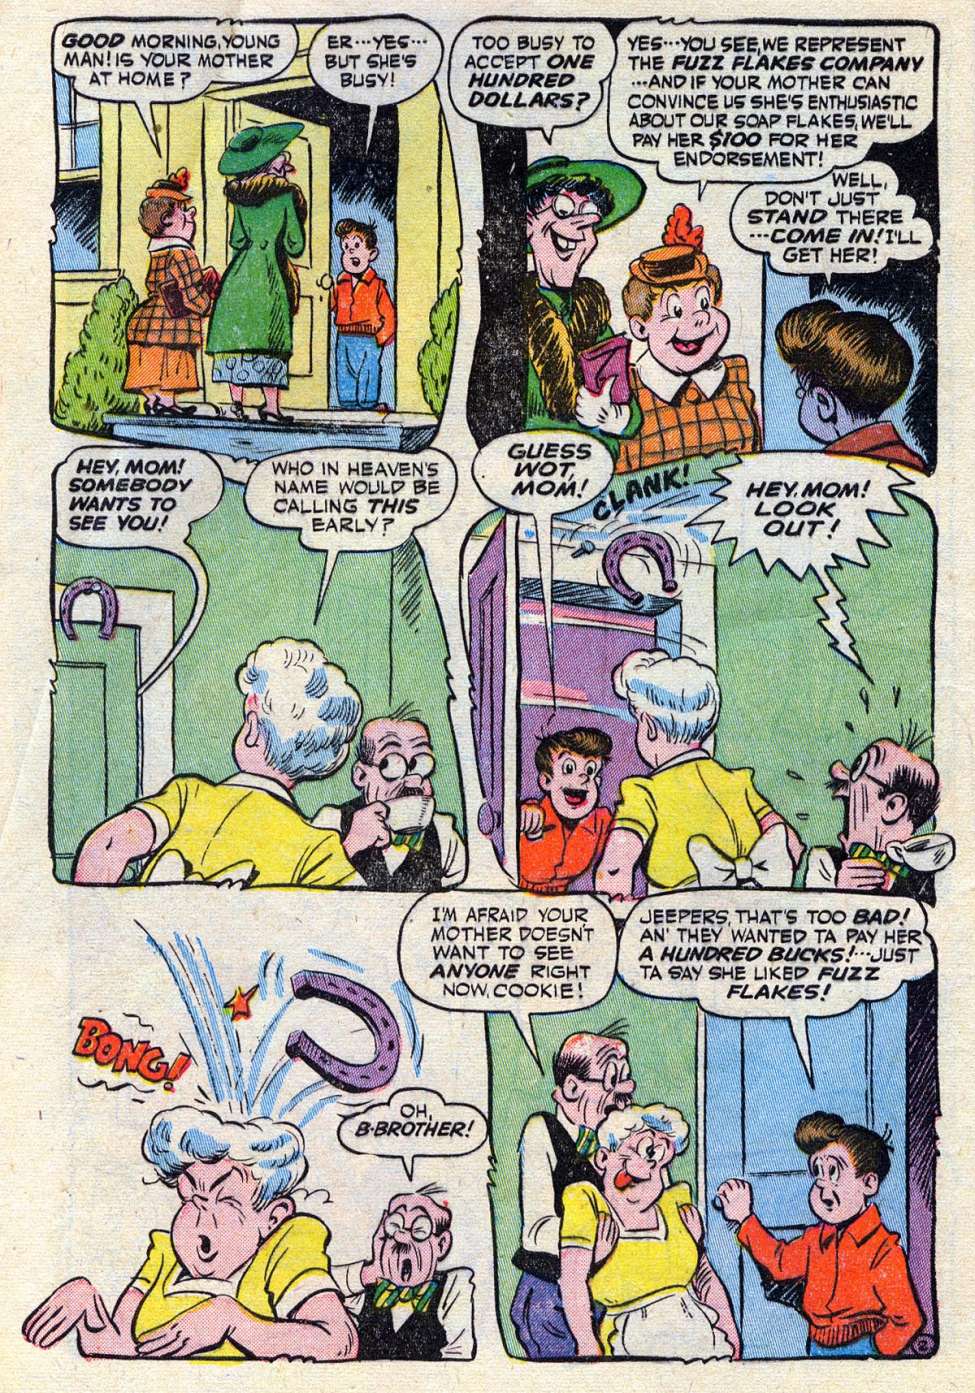 GOOD MORNING, YOUNG
MAN! IS YOUR MOTHER
AT HOME?
ER---YES---
BUT SHE'S
BUSY!
TOO BUSY TO
ACCEPT ONE
HUNDRED
DOLLARS?
YES---YOU SEE, WE REPRESENT
THE FUZZ FLAKES COMPANY
---AND IF YOUR MOTHER CAN
CONVINCE US SHE'S ENTHUSIASTIC
ABOUT OUR SOAP FLAKES, WE'LL
PAY HER $100 FOR HER
ENDORSEMENT!
WELL,
DON'T JUST
STAND THERE
---COME IN! I'LL
GET HER!
HEY, MOM!
SOMEBODY
WANTS TO
SEE YOU!
WHO IN HEAVEN'S
NAME WOULD BE
CALLING THIS
EARLY?
GUESS
WOT,
MOM!
CLANK!
HEY, MOM!
LOOK
OUT!
BONG!
OH,
B-BROTHER!
I'M AFRAID YOUR
MOTHER DOESN'T
WANT TO SEE
ANYONE RIGHT
NOW, COOKIE!
JEEPERS, THAT'S TOO BAD!
AN' THEY WANTED TA PAY HER
A HUNDRED BUCKS!---JUST
TA SAY SHE LIKED FUZZ
FLAKES!
2